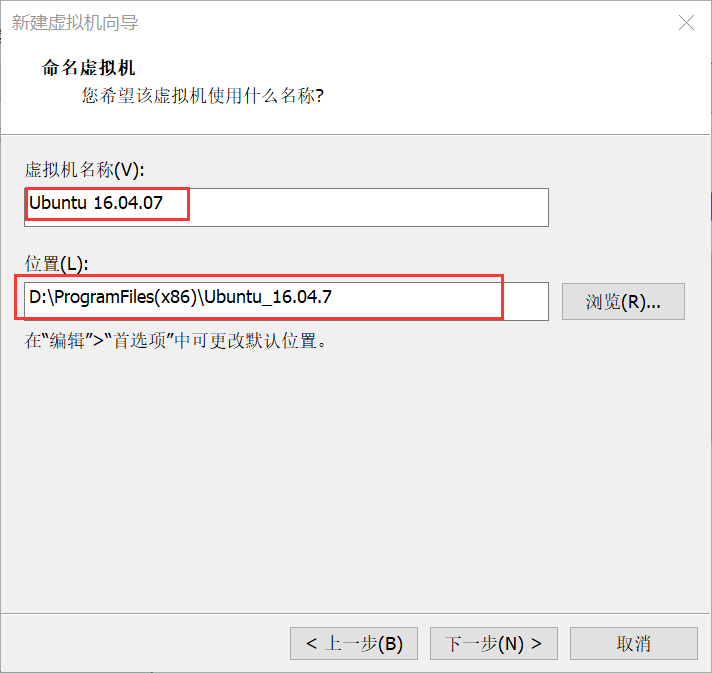 新建虚拟机向导
命名虚拟机
您希望该虚拟机使用什么名称?
虚拟机名称(V):
Ubuntu 16.04.07
位置(L):
D:\ProgramFiles(x86)\Ubuntu_16.04.7
浏览(R)...
在“编辑”>“首选项”中可更改默认位置。
< 上一步(B)
下一步(N) >
取消